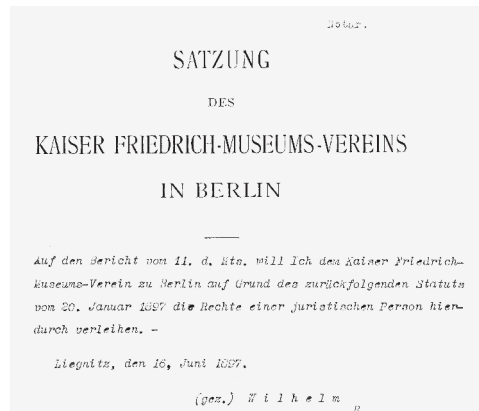 Notar.
SATZUNG
DES
KAISER FRIEDRICH-MUSEUMS-VEREINS
IN BERLIN
Auf den Bericht vom 11. d. Mts. will Ich dem Kaiser Friedrich-
Museums-Verein zu Berlin auf Grund des zurückfolgenden Statuts
vom 20. Januar 1897 die Rechte einer juristischen Person hier-
durch verleihen. -
Liegnitz, den 16, Juni 1897.
(gez.) Wilhelm R